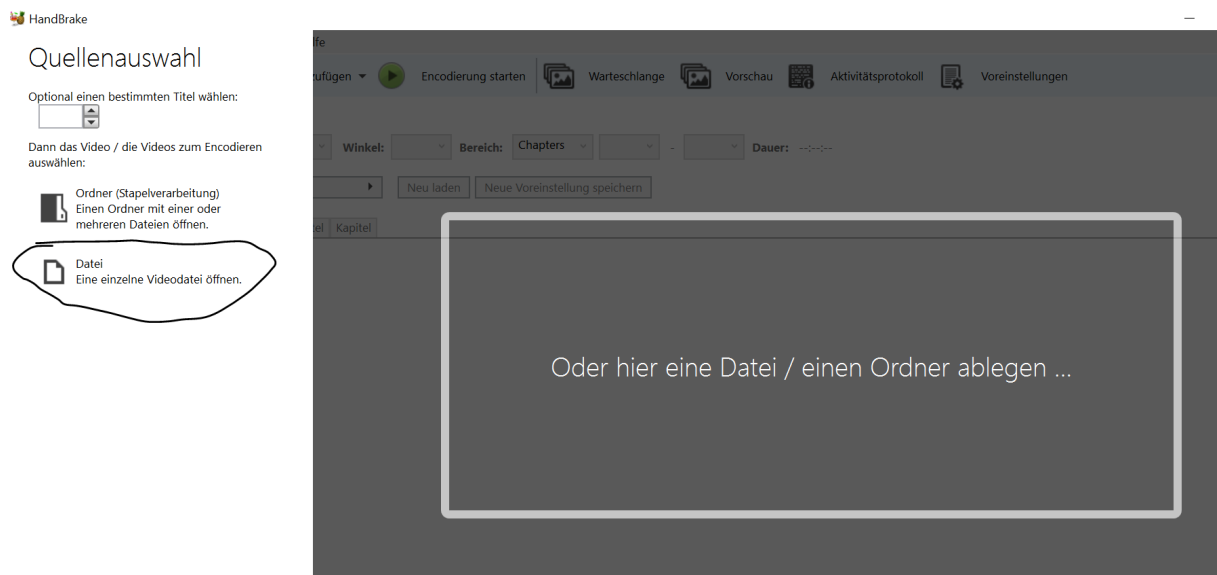 HandBrake
Quellenauswahl
Optional einen bestimmten Titel wählen:
Dann das Video / die Videos zum Encodieren
auswählen:
Ordner (Stapelverarbeitung)
Einen Ordner mit einer oder
mehreren Dateien öffnen.
Datei
Eine einzelne Videodatei öffnen.
lfe
zufügen Encodierung starten Warteschlange Vorschau Aktivitätsprotokoll Voreinstellungen
Winkel: Bereich: Chapters - Dauer: --:--:--
Neu laden Neue Voreinstellung speichern
tel Kapitel
Oder hier eine Datei / einen Ordner ablegen ...